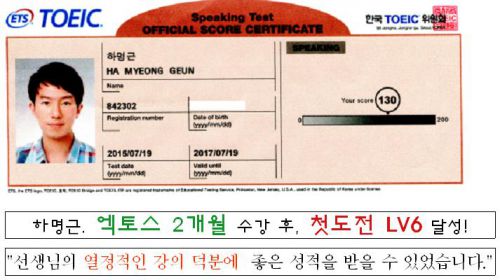 ETS TOEIC. Speaking Test 한국 TOEIC 위원회
OFFICIAL SCORE CERTIFICATE
하명근
HA MYEONG GEUN
Name
SPEAKING
842302
Registration number
Date of birth
(yyyy/mm/dd)
Your score 130
0 200
2015/07/19
Test date
(yyyy/mm/dd)
2017/07/19
Valid until
(yyyy/mm/dd)
하명근. 엑토스 2개월 수강 후, 첫도전 LV6 달성!
"선생님의 열정적인 강의 덕분에 좋은 성적을 받을 수 있었습니다."